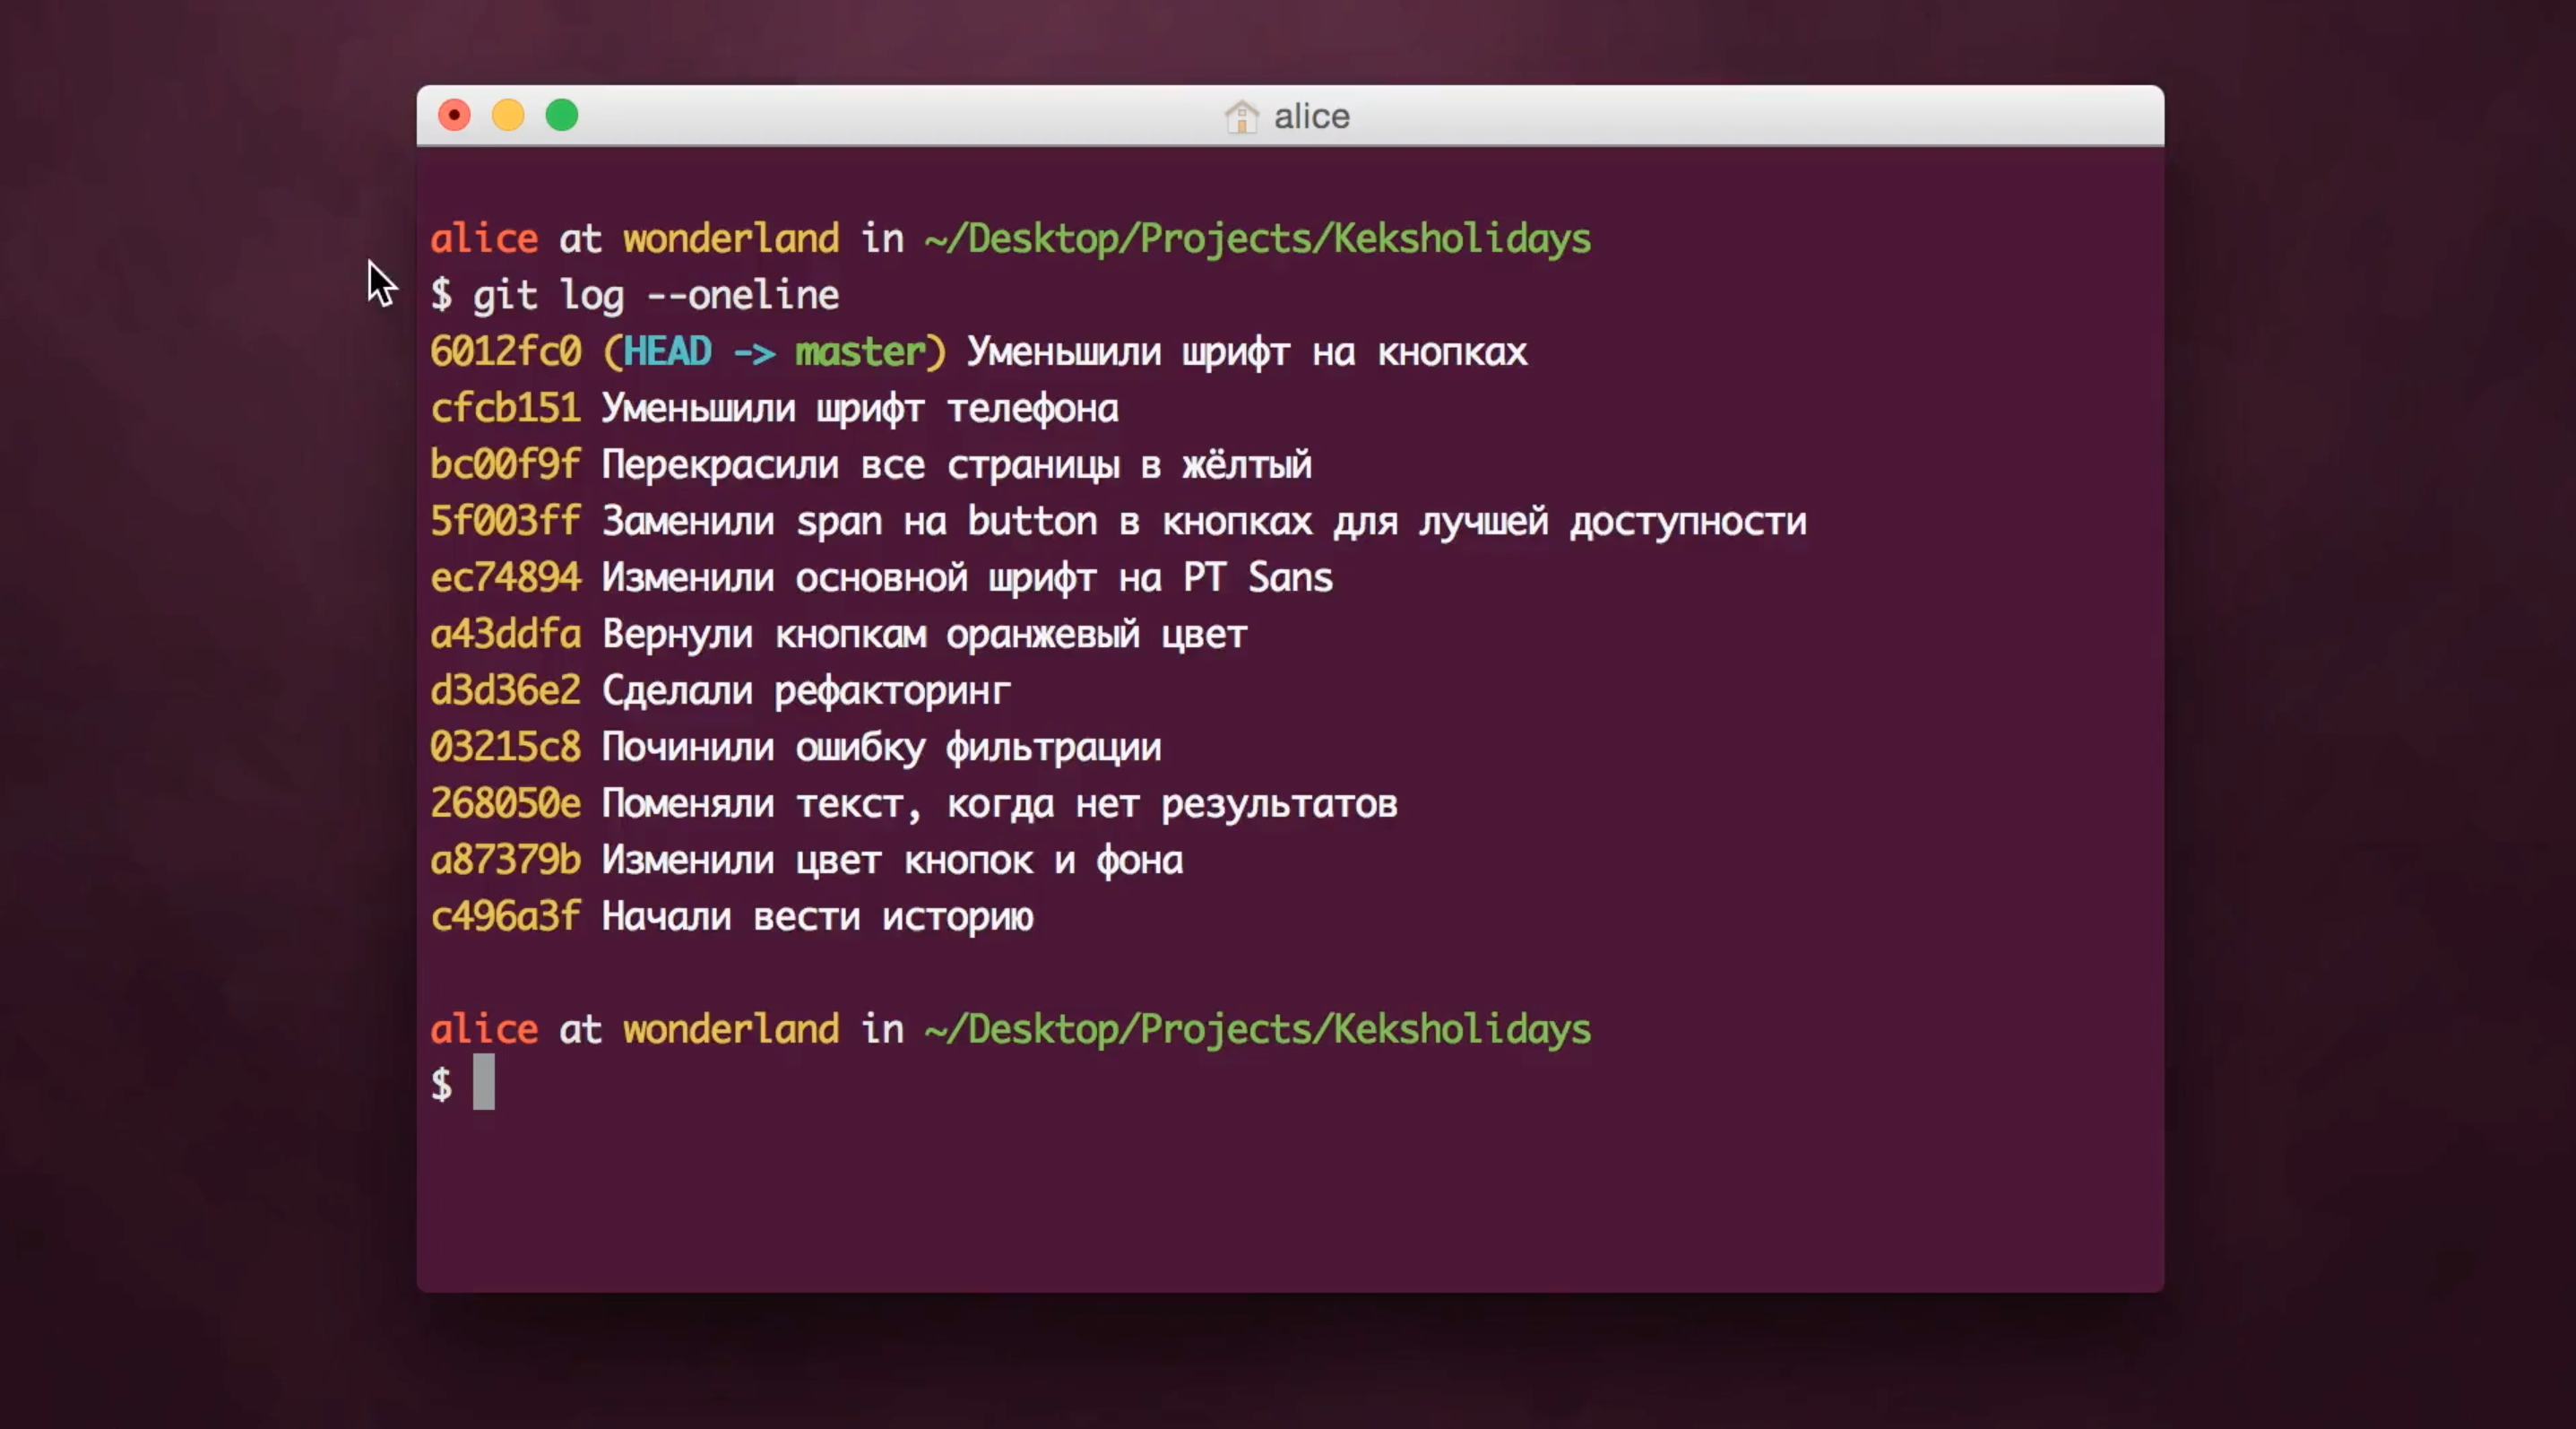 alice
alice at wonderland in ~/Desktop/Projects/Keksholidays
$ git log --oneline
6012fc0 (HEAD -> master) Уменьшили шрифт на кнопках
cfcb151 Уменьшили шрифт телефона
bc00f9f Перекрасили все страницы в жёлтый
5f003ff Заменили span на button в кнопках для лучшей доступности
ec74894 Изменили основной шрифт на PT Sans
a43ddfa Вернули кнопкам оранжевый цвет
d3d36e2 Сделали рефакторинг
03215c8 Починили ошибку фильтрации
268050e Поменяли текст, когда нет результатов
a87379b Изменили цвет кнопок и фона
c496a3f Начали вести историю
alice at wonderland in ~/Desktop/Projects/Keksholidays
$